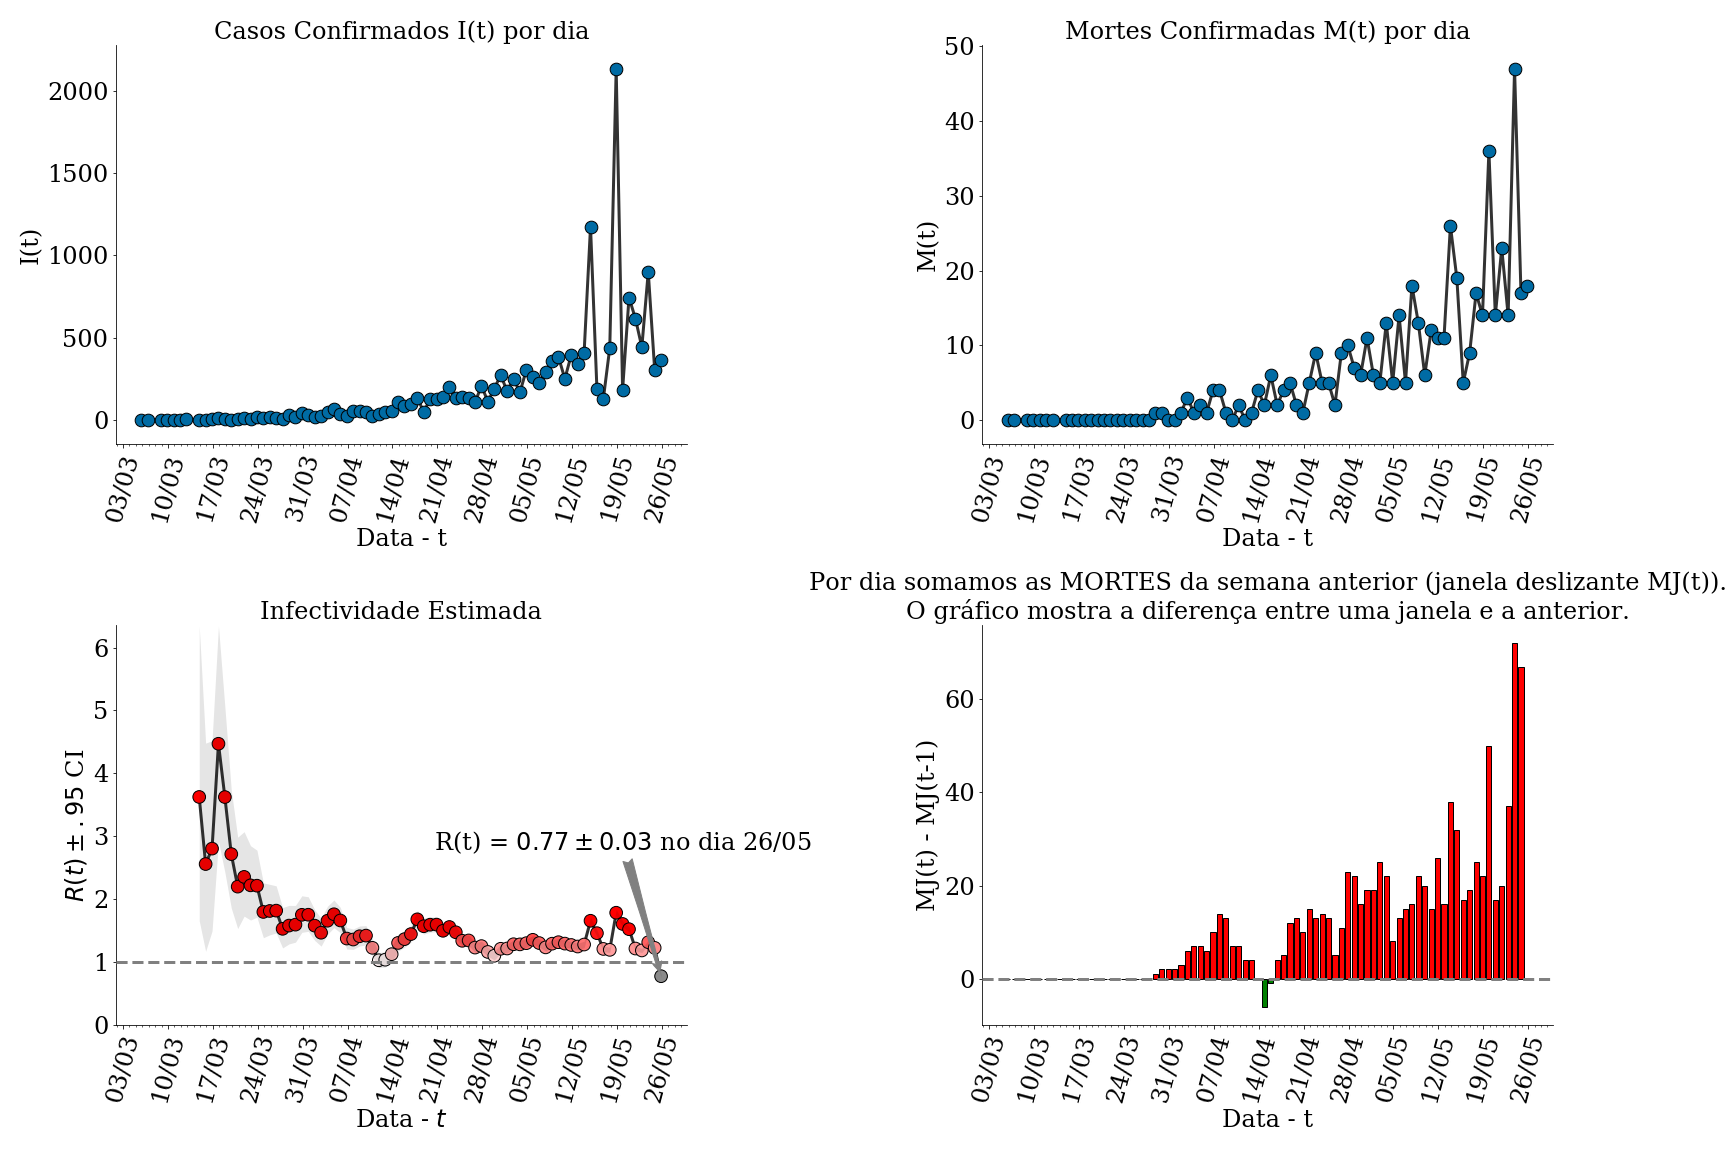 Casos Confirmados I(t) por dia
I(t)
2000
1500
1000
500
0
03/03 10/03 17/03 24/03 31/03 07/04 14/04 21/04 28/04 05/05 12/05 19/05 26/05
Data - t
Mortes Confirmadas M(t) por dia
M(t)
50
40
30
20
10
0
03/03 10/03 17/03 24/03 31/03 07/04 14/04 21/04 28/04 05/05 12/05 19/05 26/05
Data - t
Infectividade Estimada
R(t) ± .95 CI
6
5
4
3
2
1
0
R(t) = 0.77 ± 0.03 no dia 26/05
03/03 10/03 17/03 24/03 31/03 07/04 14/04 21/04 28/04 05/05 12/05 19/05 26/05
Data - t
Por dia somamos as MORTES da semana anterior (janela deslizante MJ(t)).
O gráfico mostra a diferença entre uma janela e a anterior.
MJ(t) - MJ(t-1)
60
40
20
0
03/03 10/03 17/03 24/03 31/03 07/04 14/04 21/04 28/04 05/05 12/05 19/05 26/05
Data - t